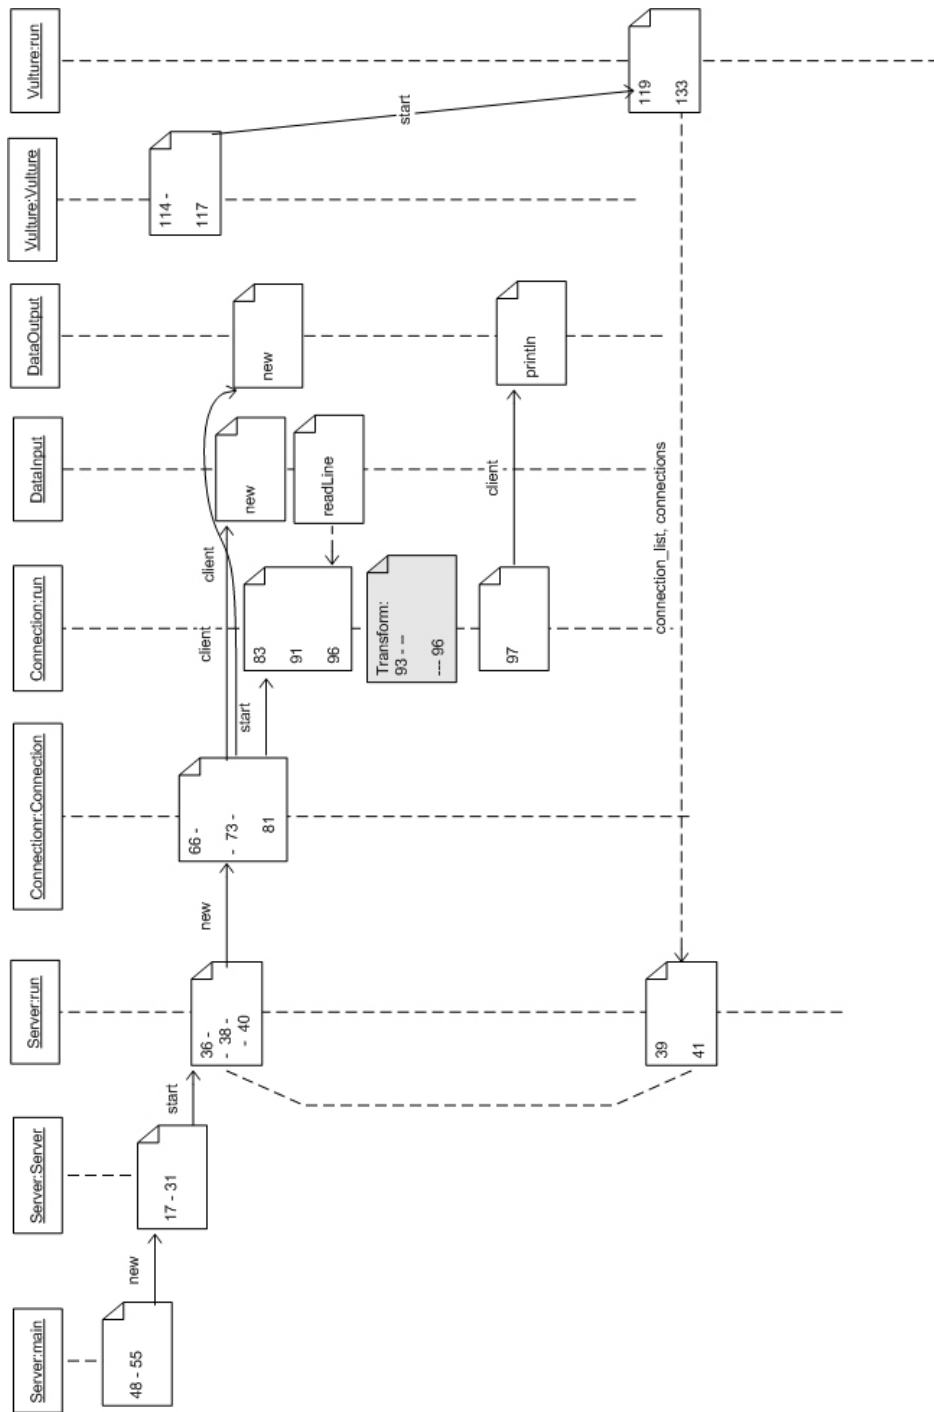 Server:main
Server:Server
Server:run
Connectionr:Connection
Connection:run
DataInput
DataOutput
Vulture:Vulture
Vulture:run
48 - 55
new
17 - 31
start
36 -
- 38 -
- 40
new
66 -
- 73 -
81
client
client
start
83
91
96
new
readLine
new
114 -
117
start
Transform:
93 - --
--- 96
97
client
println
119
133
connection_list, connections
39
41